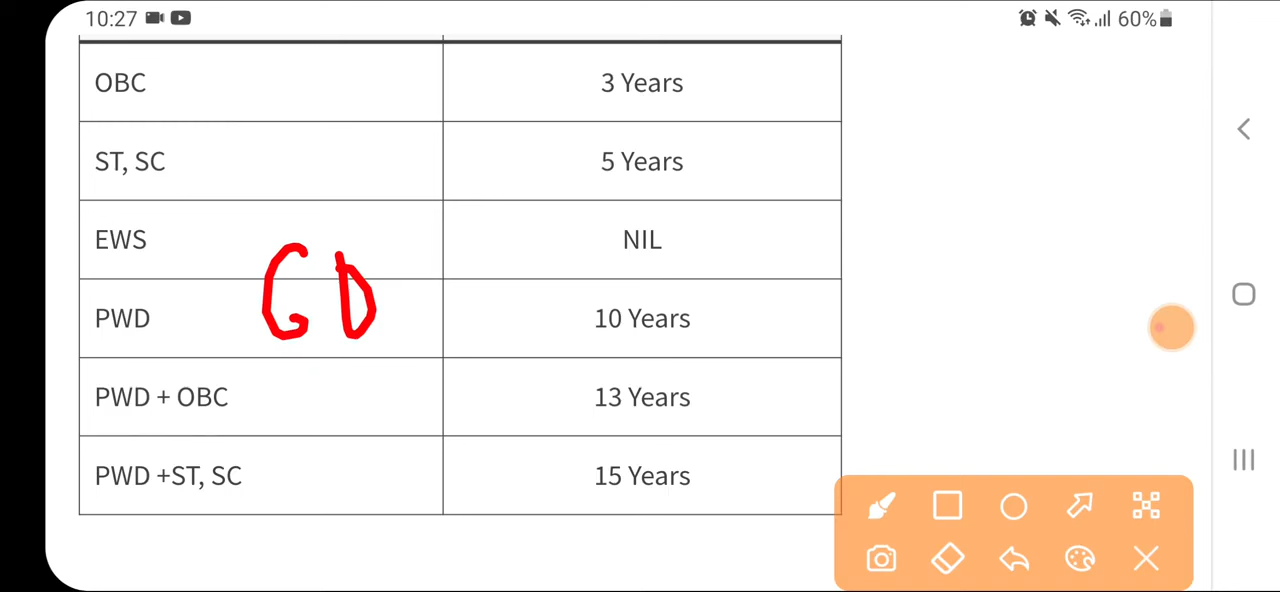 10:27 60%
OBC 3 Years
ST, SC 5 Years
EWS NIL
GD
PWD 10 Years
PWD + OBC 13 Years
PWD +ST, SC 15 Years